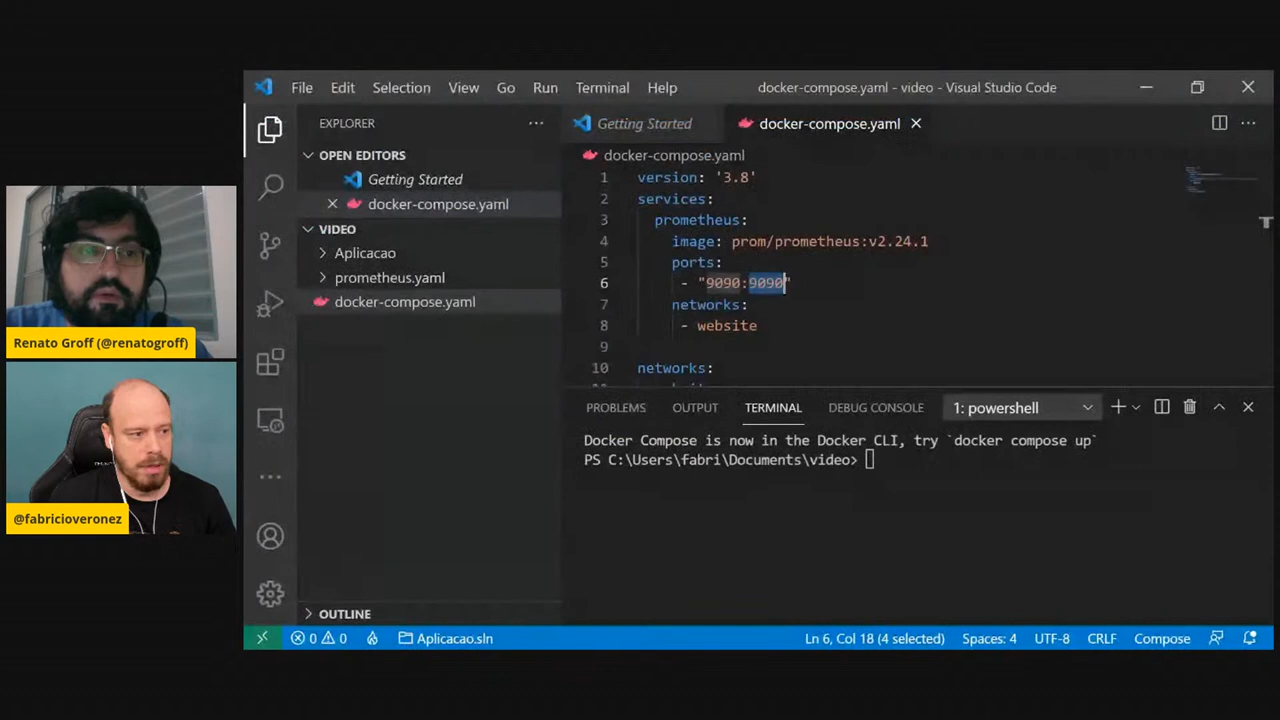 File Edit Selection View Go Run Terminal Help
docker-compose.yaml - video - Visual Studio Code
EXPLORER
OPEN EDITORS
Getting Started
docker-compose.yaml
VIDEO
Aplicacao
prometheus.yaml
docker-compose.yaml
OUTLINE
Getting Started
docker-compose.yaml
docker-compose.yaml
1 version: '3.8'
2 services:
3 prometheus:
4 image: prom/prometheus:v2.24.1
5 ports:
6 - "9090:9090"
7 networks:
8 - website
9
10 networks:
PROBLEMS OUTPUT TERMINAL DEBUG CONSOLE 1: powershell
Docker Compose is now in the Docker CLI, try `docker compose up`
PS C:\Users\fabri\Documents\video>
0 0 Aplicacao.sln Ln 6, Col 18 (4 selected) Spaces: 4 UTF-8 CRLF Compose
Renato Groff (@renatogroff)
@fabricioveronez